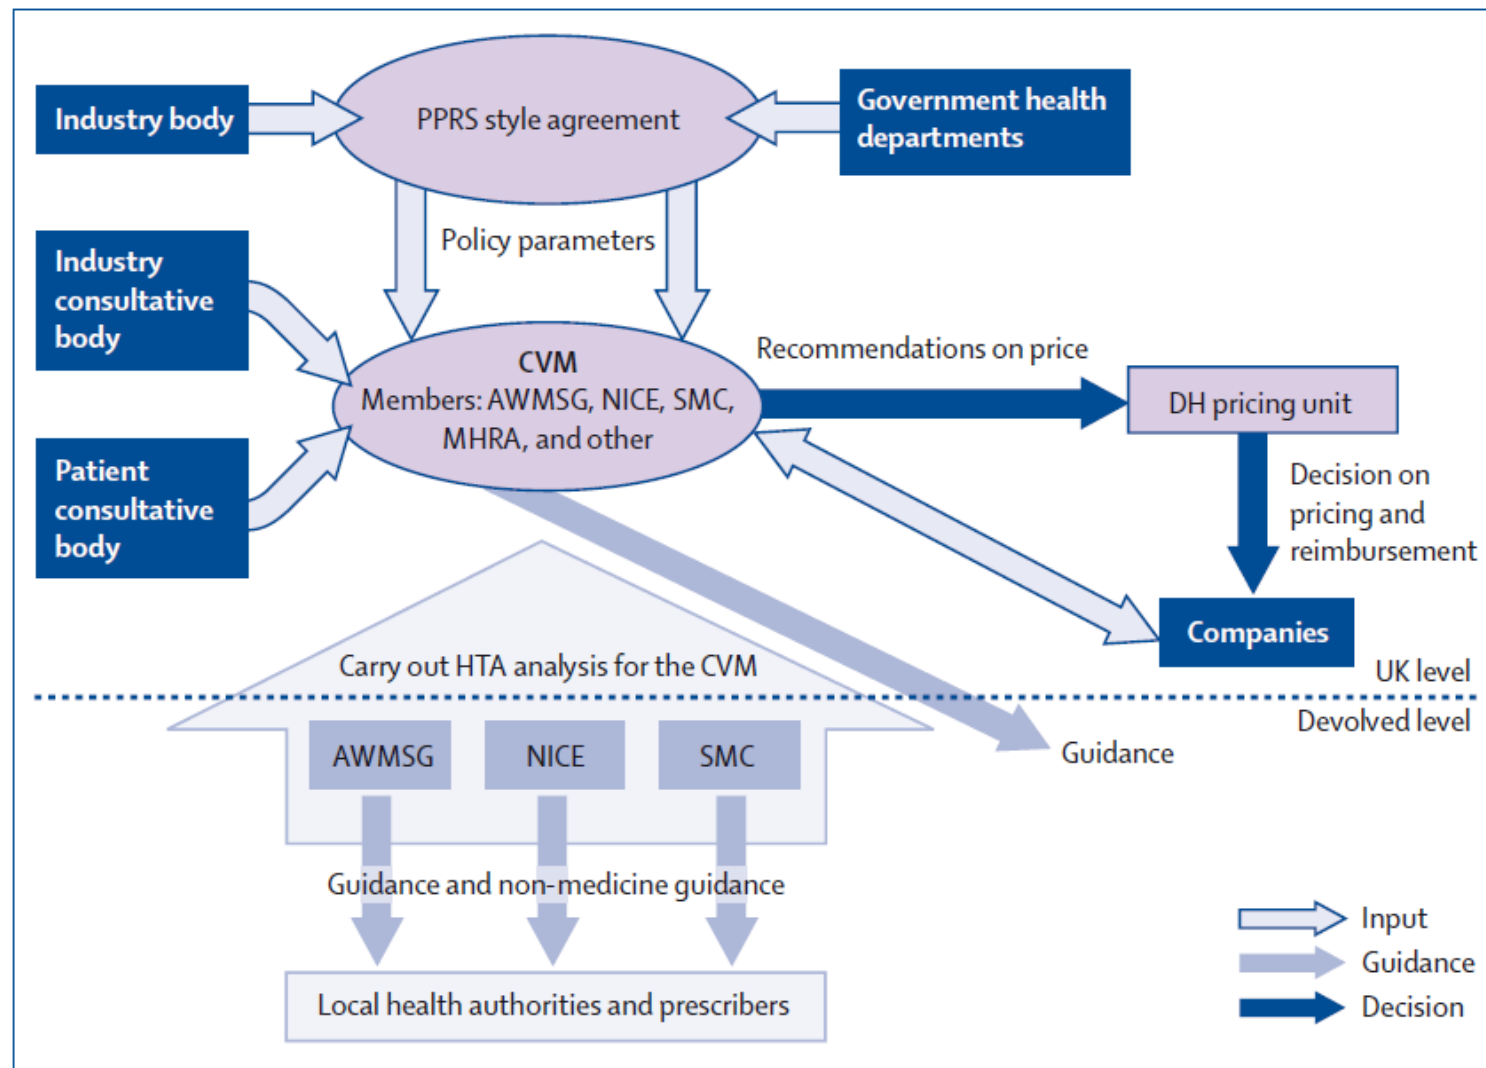 Industry body
PPRS style agreement
Government health
departments
Policy parameters
Industry
consultative
body
CVM
Members: AWMSG, NICE, SMC,
MHRA, and other
Recommendations on price
DH pricing unit
Patient
consultative
body
Decision on
pricing and
reimbursement
Companies
Carry out HTA analysis for the CVM
UK level
Devolved level
AWMSG
NICE
SMC
Guidance
Guidance and non-medicine guidance
Local health authorities and prescribers
Input
Guidance
Decision